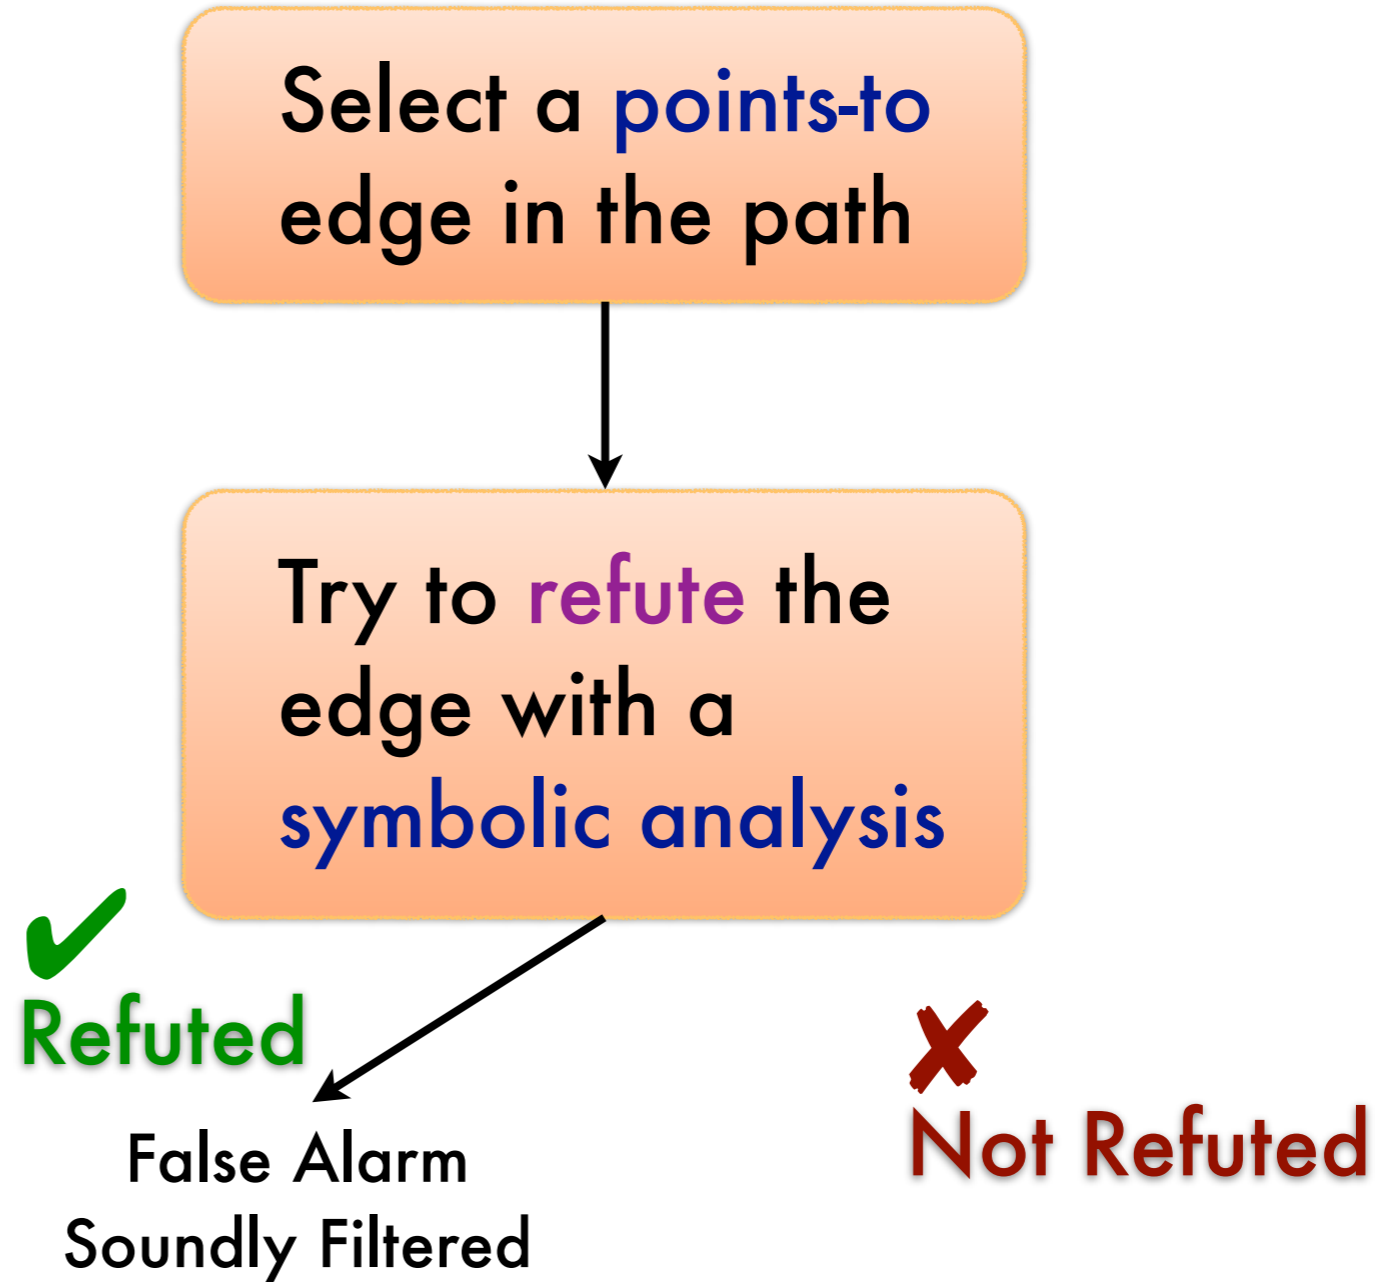 Select a points-to
edge in the path
Try to refute the
edge with a
symbolic analysis
✔
Refuted
False Alarm
Soundly Filtered
✘
Not Refuted